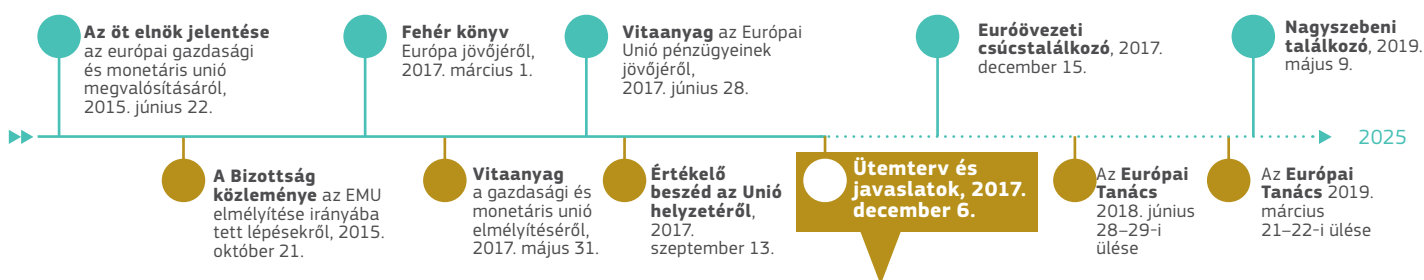 Az öt elnök jelentése
az európai gazdasági
és monetáris unió
megvalósításáról,
2015. június 22.
Fehér könyv
Európa jövőjéről,
2017. március 1.
Vitaanyag az Európai
Unió pénzügyeinek
jövőjéről,
2017. június 28.
Euróövezeti
csúcstalálkozó, 2017.
december 15.
Nagyszebeni
találkozó, 2019.
május 9.
2025
A Bizottság
közleménye az EMU
elmélyítése irányába
tett lépésekről, 2015.
október 21.
Vitaanyag
a gazdasági és
monetáris unió
elmélyítéséről,
2017. május 31.
Értékelő
beszéd az Unió
helyzetéről,
2017.
szeptember 13.
Ütemterv és
javaslatok, 2017.
december 6.
Az Európai
Tanács
2018. június
28–29-i
ülése
Az Európai
Tanács 2019.
március
21–22-i ülése